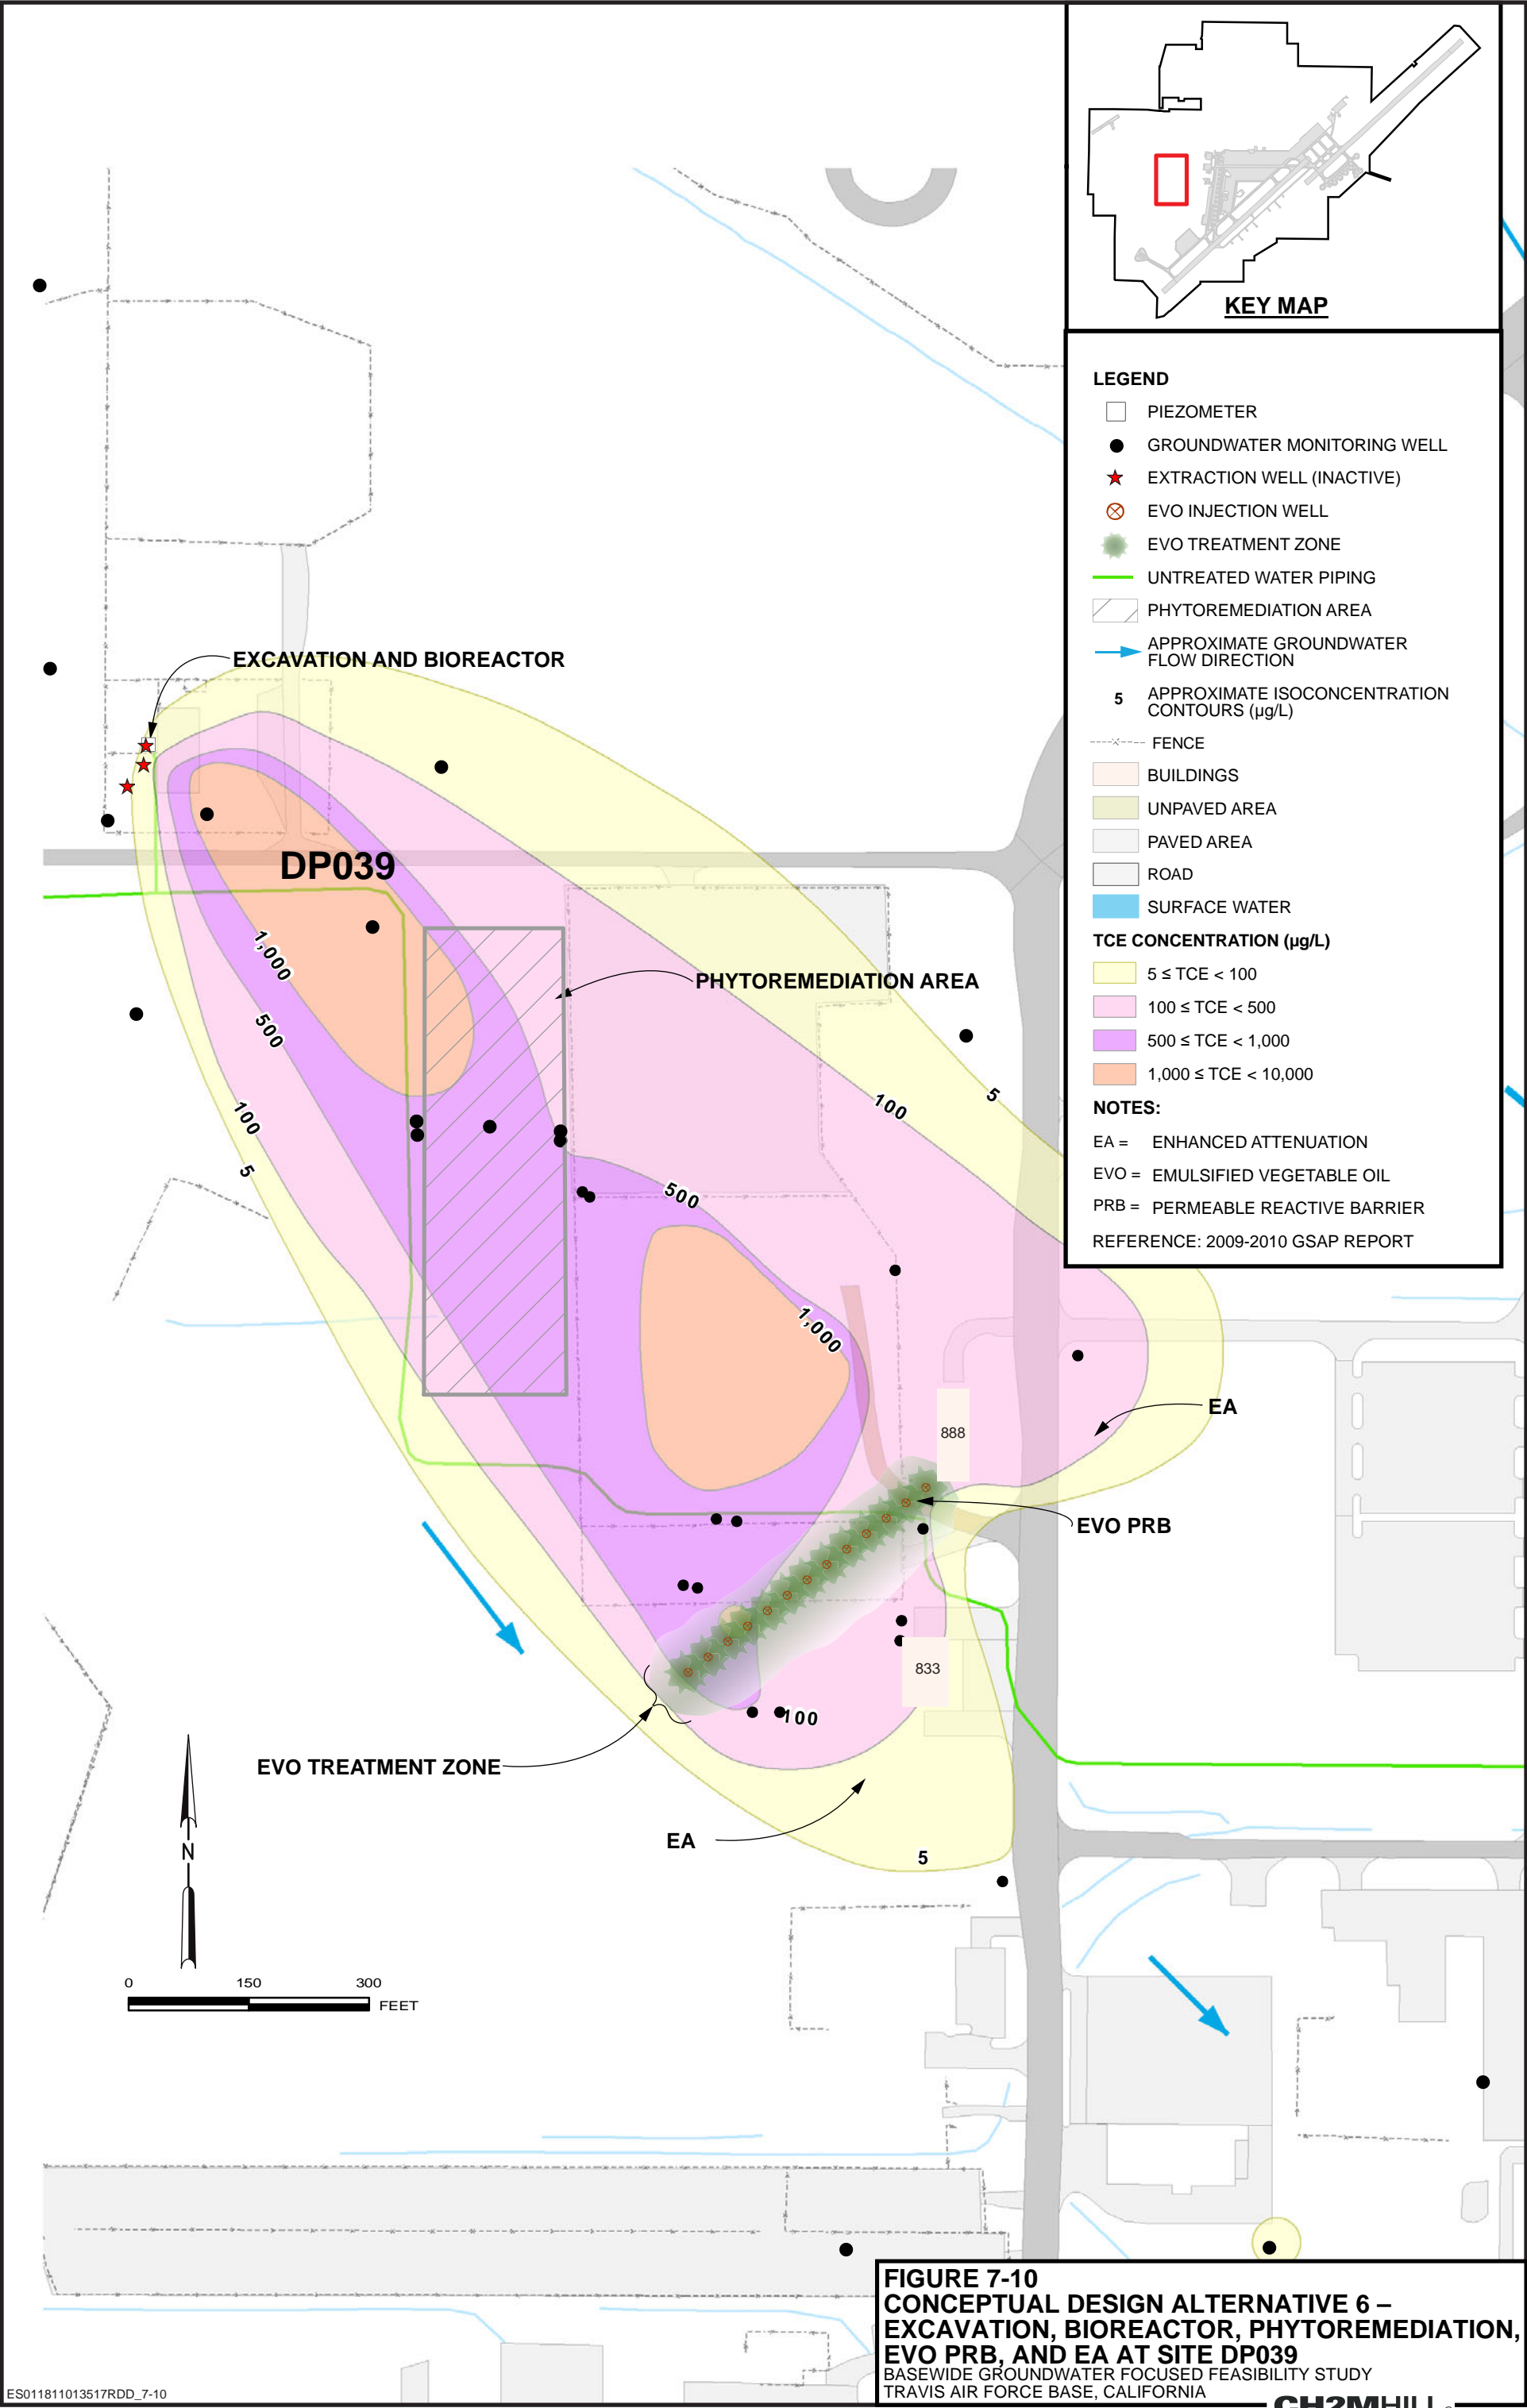 KEY MAP
LEGEND
PIEZOMETER
GROUNDWATER MONITORING WELL
EXTRACTION WELL (INACTIVE)
EVO INJECTION WELL
EVO TREATMENT ZONE
UNTREATED WATER PIPING
PHYTOREMEDIATION AREA
APPROXIMATE GROUNDWATER
FLOW DIRECTION
5 APPROXIMATE ISOCONCENTRATION
CONTOURS (µg/L)
FENCE
BUILDINGS
UNPAVED AREA
PAVED AREA
ROAD
SURFACE WATER
TCE CONCENTRATION (µg/L)
5 ≤ TCE < 100
100 ≤ TCE < 500
500 ≤ TCE < 1,000
1,000 ≤ TCE < 10,000
NOTES:
EA = ENHANCED ATTENUATION
EVO = EMULSIFIED VEGETABLE OIL
PRB = PERMEABLE REACTIVE BARRIER
REFERENCE: 2009-2010 GSAP REPORT
EXCAVATION AND BIOREACTOR
DP039
1,000
PHYTOREMEDIATION AREA
500
100
5
100
5
500
1,000
EA
888
EVO PRB
833
100
EVO TREATMENT ZONE
EA
5
N
0 150 300
FEET
FIGURE 7-10
CONCEPTUAL DESIGN ALTERNATIVE 6 –
EXCAVATION, BIOREACTOR, PHYTOREMEDIATION,
EVO PRB, AND EA AT SITE DP039
BASEWIDE GROUNDWATER FOCUSED FEASIBILITY STUDY
TRAVIS AIR FORCE BASE, CALIFORNIA
CH2MHILL
ES011811013517RDD_7-10